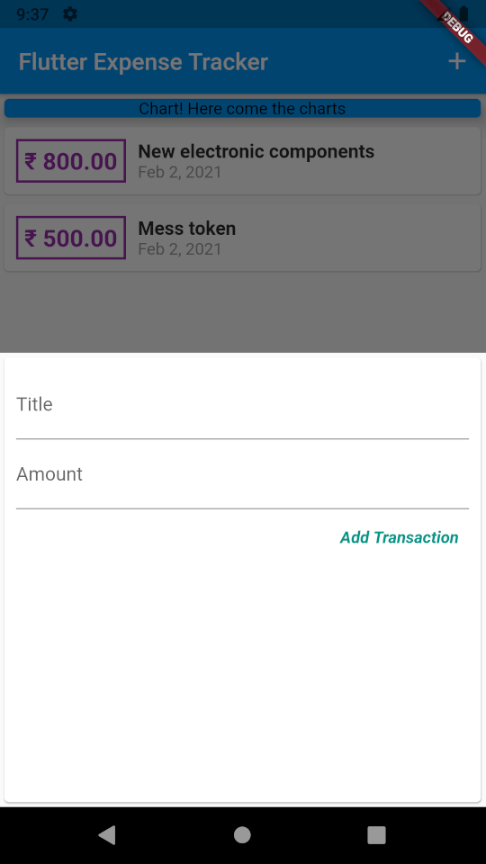 9:37
DEBUG
Flutter Expense Tracker
+
Chart! Here come the charts
₹ 800.00
New electronic components
Feb 2, 2021
₹ 500.00
Mess token
Feb 2, 2021
Title
Amount
Add Transaction